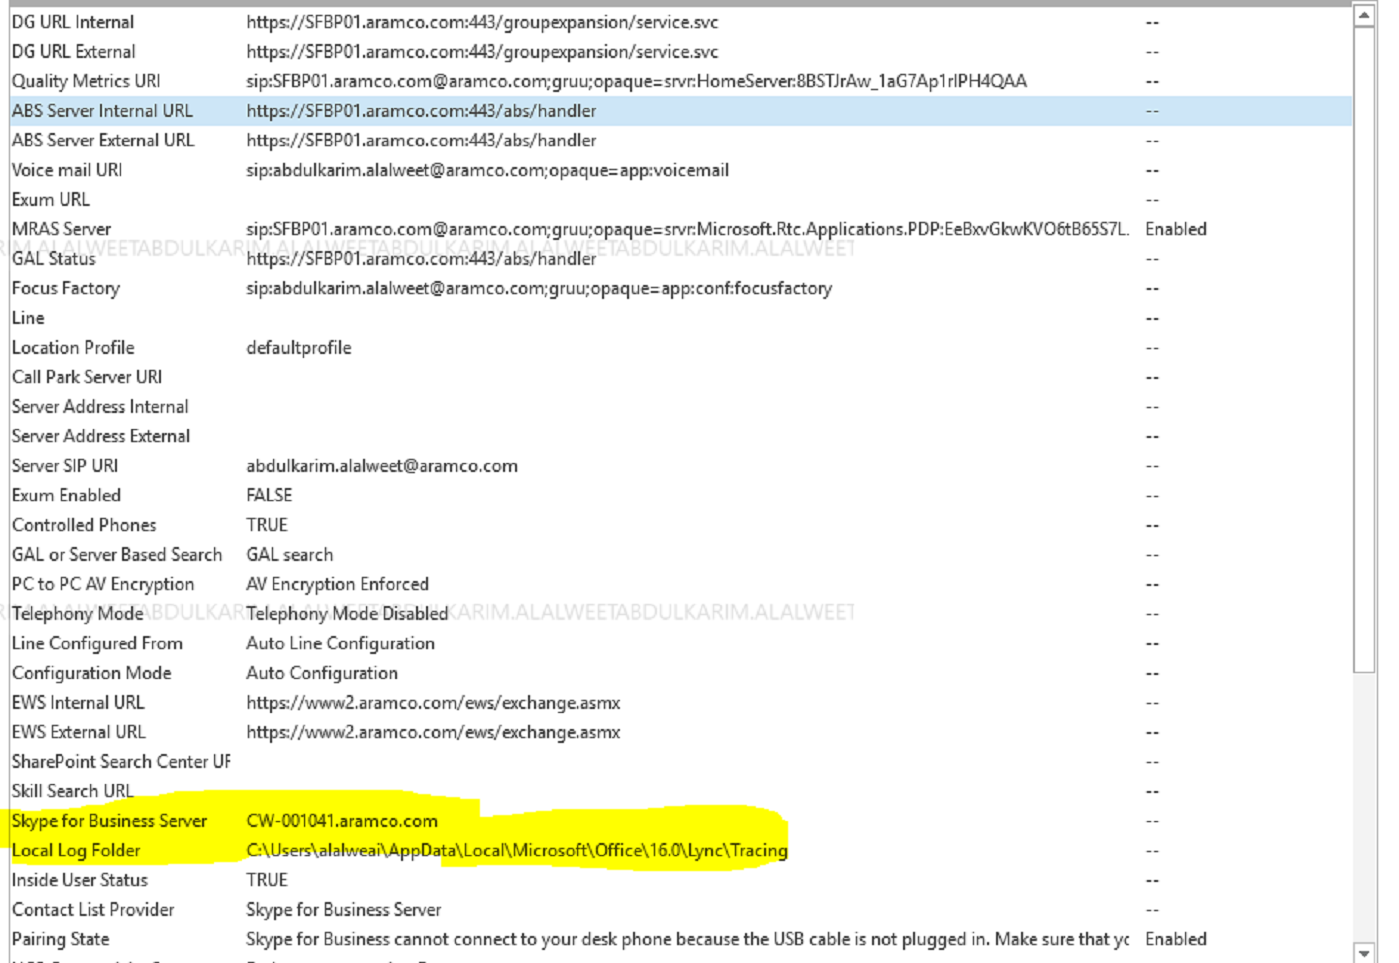 DG URL Internal https://SFBP01.aramco.com:443/groupexpansion/service.svc --
DG URL External https://SFBP01.aramco.com:443/groupexpansion/service.svc --
Quality Metrics URI sip:SFBP01.aramco.com@aramco.com;gruu;opaque=srvr:HomeServer:8BSTJrAw_1aG7Ap1rIPH4QAA --
ABS Server Internal URL https://SFBP01.aramco.com:443/abs/handler --
ABS Server External URL https://SFBP01.aramco.com:443/abs/handler --
Voice mail URI sip:abdulkarim.alalweet@aramco.com;opaque=app:voicemail --
Exum URL --
MRAS Server sip:SFBP01.aramco.com@aramco.com;gruu;opaque=srvr:Microsoft.Rtc.Applications.PDP:EeBxvGkwKVO6tB65S7L. Enabled
RIM.ALALWEETABDULKARIM.ALALWEETABDULKARIM.ALALWEETABDULKARIM.ALALWEET
GAL Status https://SFBP01.aramco.com:443/abs/handler --
Focus Factory sip:abdulkarim.alalweet@aramco.com;gruu;opaque=app:conf:focusfactory --
Line --
Location Profile defaultprofile --
Call Park Server URI --
Server Address Internal --
Server Address External --
Server SIP URI abdulkarim.alalweet@aramco.com --
Exum Enabled FALSE --
Controlled Phones TRUE --
GAL or Server Based Search GAL search --
PC to PC AV Encryption AV Encryption Enforced --
RIM.ALALWEETABDULKARIM.ALALWEETABDULKARIM.ALALWEETABDULKARIM.ALALWEET
Telephony Mode Telephony Mode Disabled --
Line Configured From Auto Line Configuration --
Configuration Mode Auto Configuration --
EWS Internal URL https://www2.aramco.com/ews/exchange.asmx --
EWS External URL https://www2.aramco.com/ews/exchange.asmx --
SharePoint Search Center UR --
Skill Search URL --
Skype for Business Server CW-001041.aramco.com --
Local Log Folder C:\Users\alalweai\AppData\Local\Microsoft\Office\16.0\Lync\Tracing --
Inside User Status TRUE --
Contact List Provider Skype for Business Server --
Pairing State Skype for Business cannot connect to your desk phone because the USB cable is not plugged in. Make sure that yc Enabled